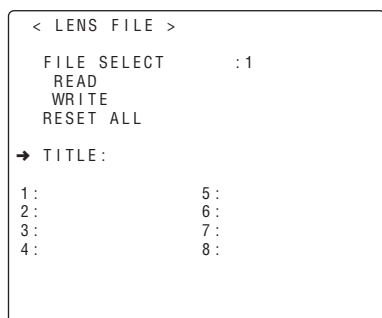 < LENS FILE >
FILE SELECT :1
READ
WRITE
RESET ALL
➔ TITLE:
1: 5:
2: 6:
3: 7:
4: 8: